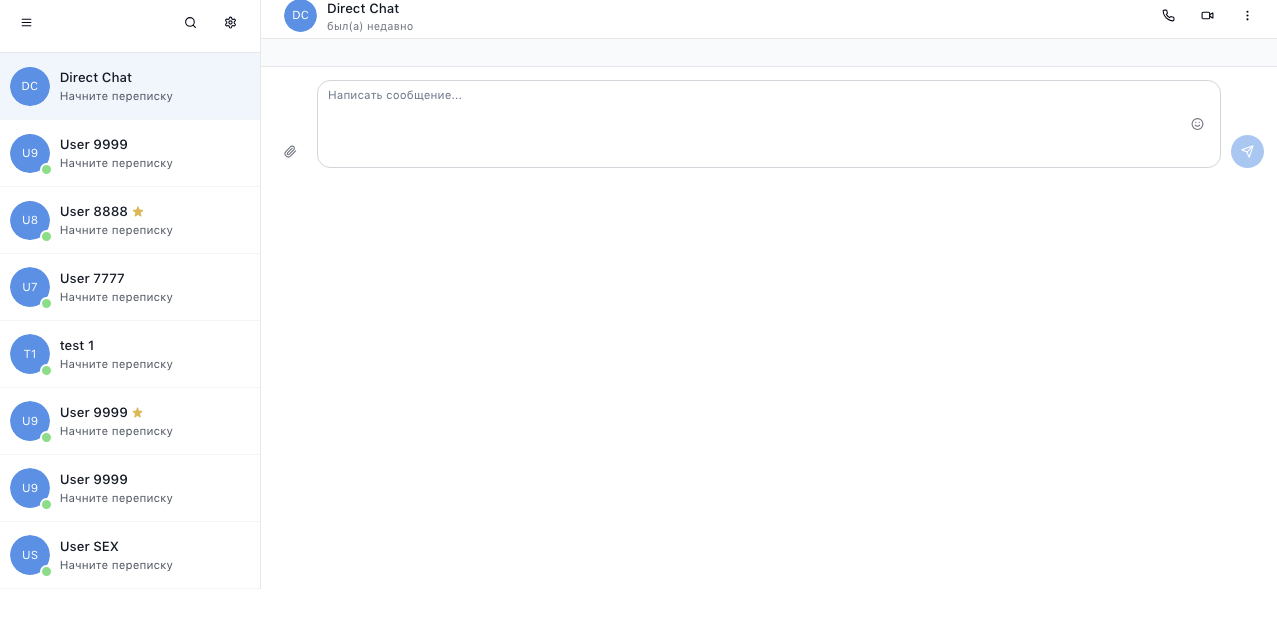 DC
Direct Chat
Начните переписку
U9
User 9999
Начните переписку
U8
User 8888
Начните переписку
U7
User 7777
Начните переписку
T1
test 1
Начните переписку
U9
User 9999
Начните переписку
U9
User 9999
Начните переписку
US
User SEX
Начните переписку
DC
Direct Chat
был(а) недавно
Написать сообщение...